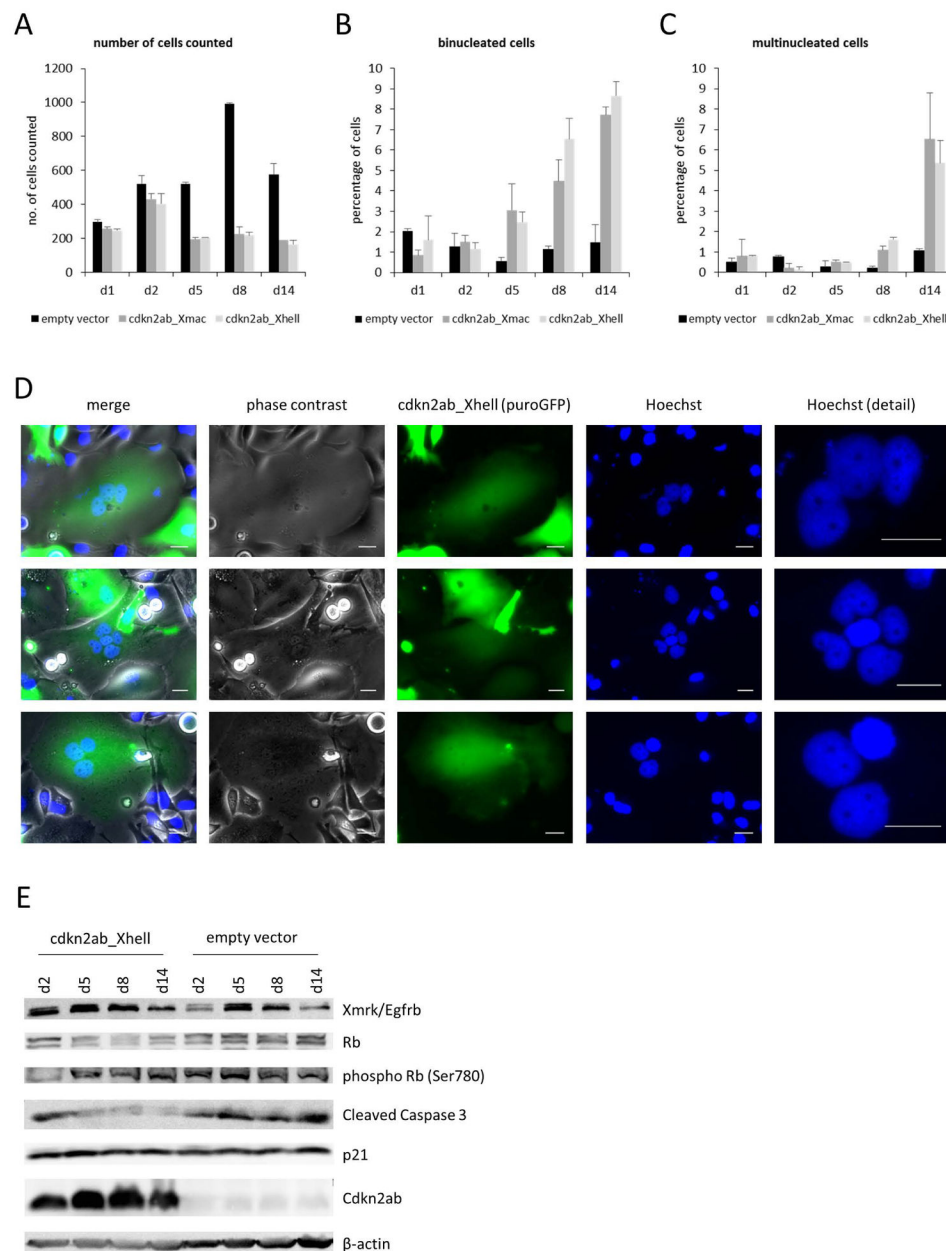 A
number of cells counted
no. of cells counted
1200
1000
800
600
400
200
0
d1 d2 d5 d8 d14
empty vector cdkn2ab_Xmac cdkn2ab_Xhell
B
binucleated cells
percentage of cells
10
9
8
7
6
5
4
3
2
1
0
d1 d2 d5 d8 d14
empty vector cdkn2ab_Xmac cdkn2ab_Xhell
C
multinucleated cells
percentage of cells
10
9
8
7
6
5
4
3
2
1
0
d1 d2 d5 d8 d14
empty vector cdkn2ab_Xmac cdkn2ab_Xhell
D
merge phase contrast cdkn2ab_Xhell (puroGFP) Hoechst Hoechst (detail)
E
cdkn2ab_Xhell empty vector
d2 d5 d8 d14 d2 d5 d8 d14
Xmrk/Egfrb
Rb
phospho Rb (Ser780)
Cleaved Caspase 3
p21
Cdkn2ab
β-actin